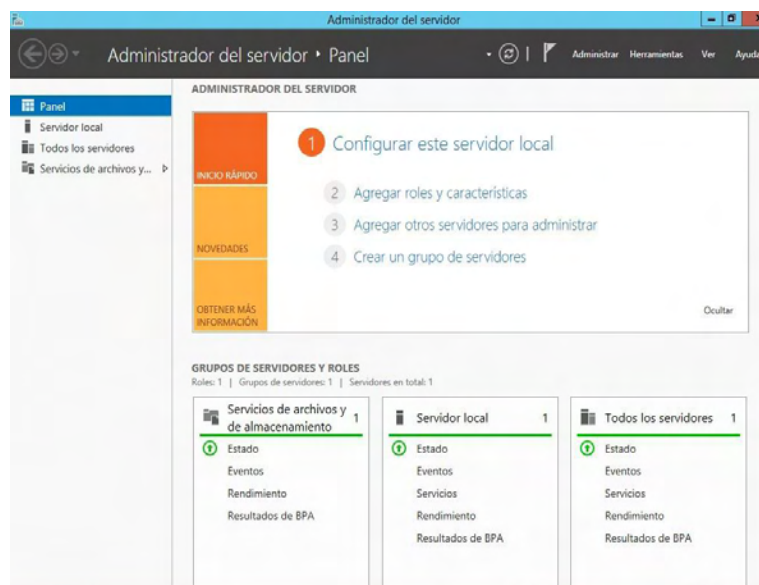 Administrador del servidor
Administrador del servidor ‣ Panel
Administrar Herramientas Ver Ayuda
Panel
Servidor local
Todos los servidores
Servicios de archivos y...
ADMINISTRADOR DEL SERVIDOR
INICIO RÁPIDO
NOVEDADES
OBTENER MÁS
INFORMACIÓN
1 Configurar este servidor local
2 Agregar roles y características
3 Agregar otros servidores para administrar
4 Crear un grupo de servidores
Ocultar
GRUPOS DE SERVIDORES Y ROLES
Roles: 1 | Grupos de servidores: 1 | Servidores en total: 1
Servicios de archivos y
de almacenamiento 1
Estado
Eventos
Rendimiento
Resultados de BPA
Servidor local 1
Estado
Eventos
Servicios
Rendimiento
Resultados de BPA
Todos los servidores 1
Estado
Eventos
Servicios
Rendimiento
Resultados de BPA